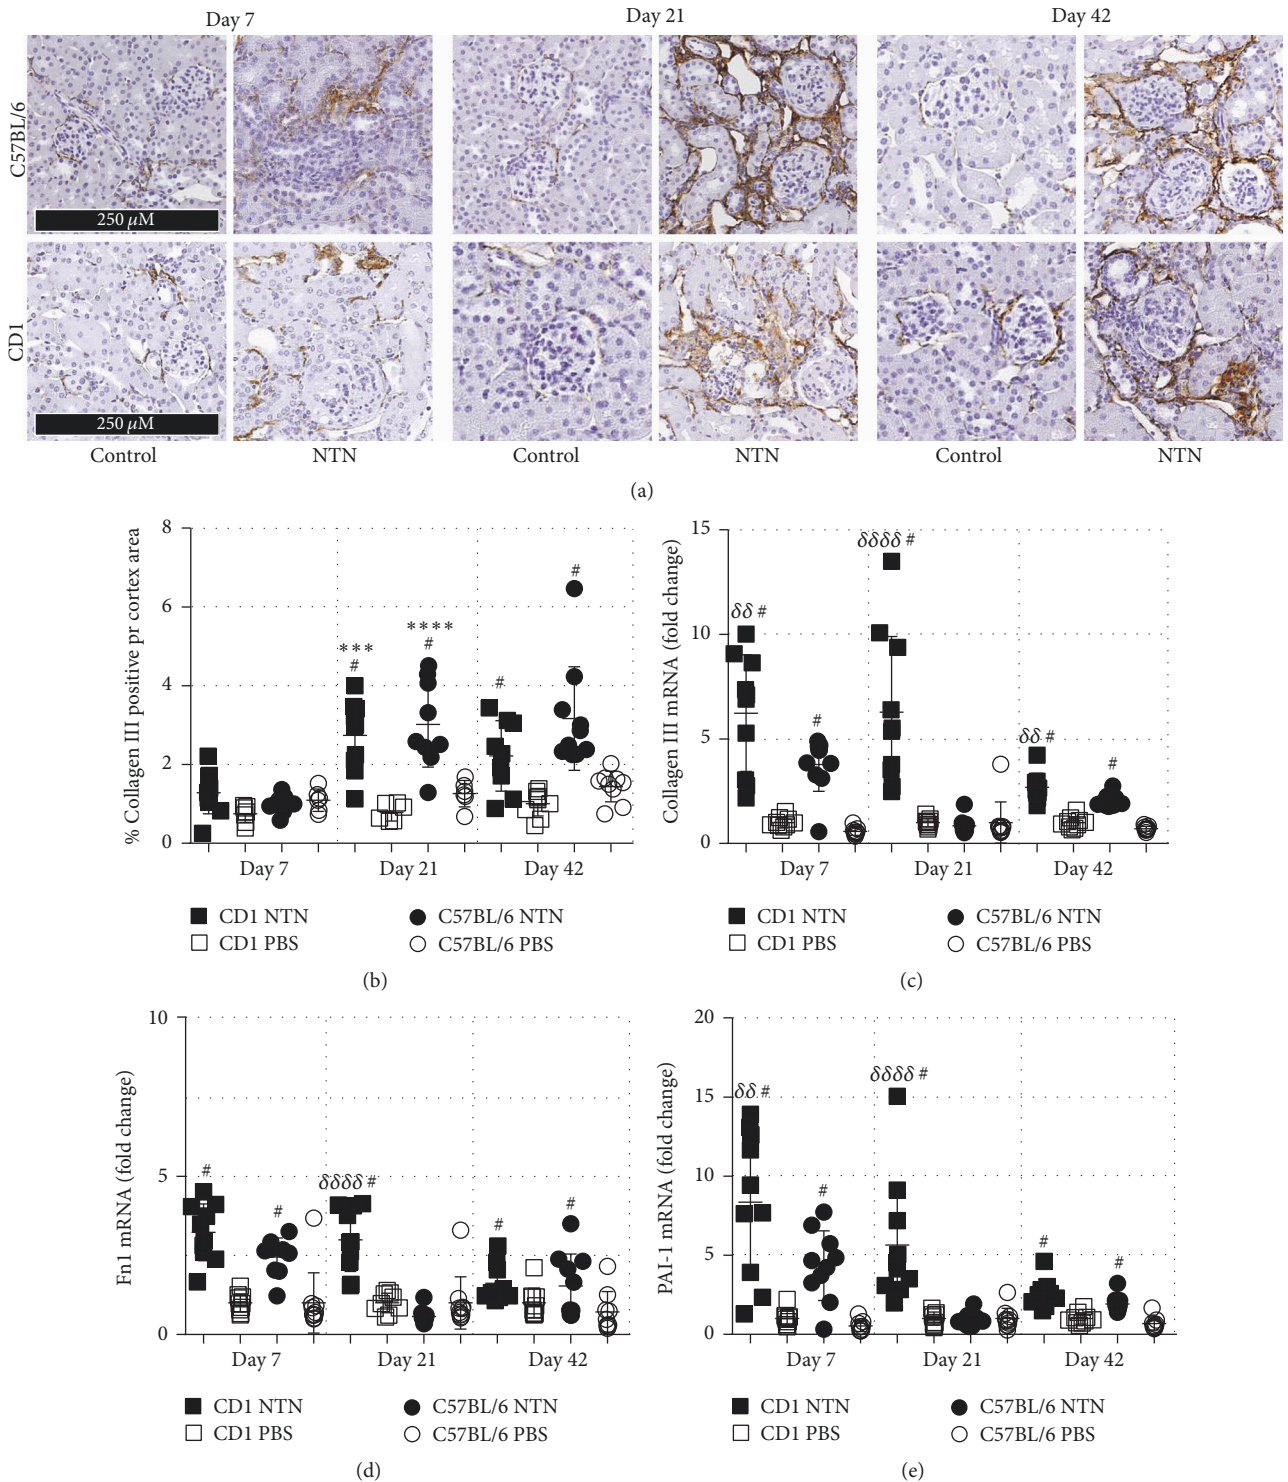 Day 7 Day 21 Day 42
C57BL/6
250 μM
CD1
250 μM
Control NTN Control NTN Control NTN
(a)
% Collagen III positive pr cortex area
8
6
4
2
0
***
#
****
#
#
#
Day 7 Day 21 Day 42
CD1 NTN C57BL/6 NTN
CD1 PBS C57BL/6 PBS
(b)
Collagen III mRNA (fold change)
15
10
5
0
δδ #
#
δδδδ #
δδ #
#
Day 7 Day 21 Day 42
CD1 NTN C57BL/6 NTN
CD1 PBS C57BL/6 PBS
(c)
Fn1 mRNA (fold change)
10
5
0
#
#
δδδδ #
#
#
Day 7 Day 21 Day 42
CD1 NTN C57BL/6 NTN
CD1 PBS C57BL/6 PBS
(d)
PAI-1 mRNA (fold change)
20
15
10
5
0
δδ #
#
δδδδ #
#
#
Day 7 Day 21 Day 42
CD1 NTN C57BL/6 NTN
CD1 PBS C57BL/6 PBS
(e)